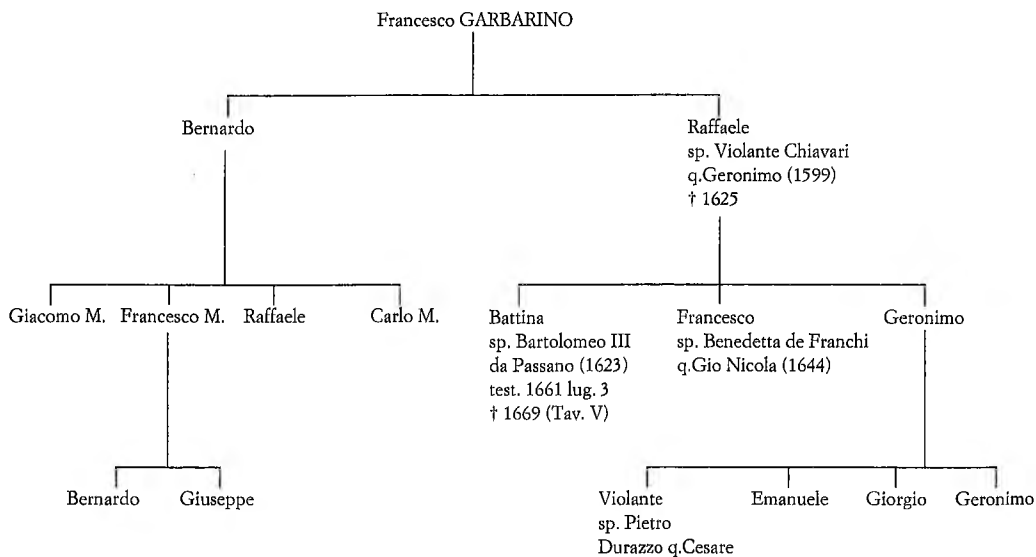 Francesco GARBARINO
Bernardo
Raffaele
sp. Violante Chiavari
q.Geronimo (1599)
† 1625
Giacomo M.
Francesco M.
Raffaele
Carlo M.
Battina
sp. Bartolomeo III
da Passano (1623)
test. 1661 lug. 3
† 1669 (Tav. V)
Francesco
sp. Benedetta de Franchi
q.Gio Nicola (1644)
Geronimo
Bernardo
Giuseppe
Violante
sp. Pietro
Durazzo q.Cesare
Emanuele
Giorgio
Geronimo